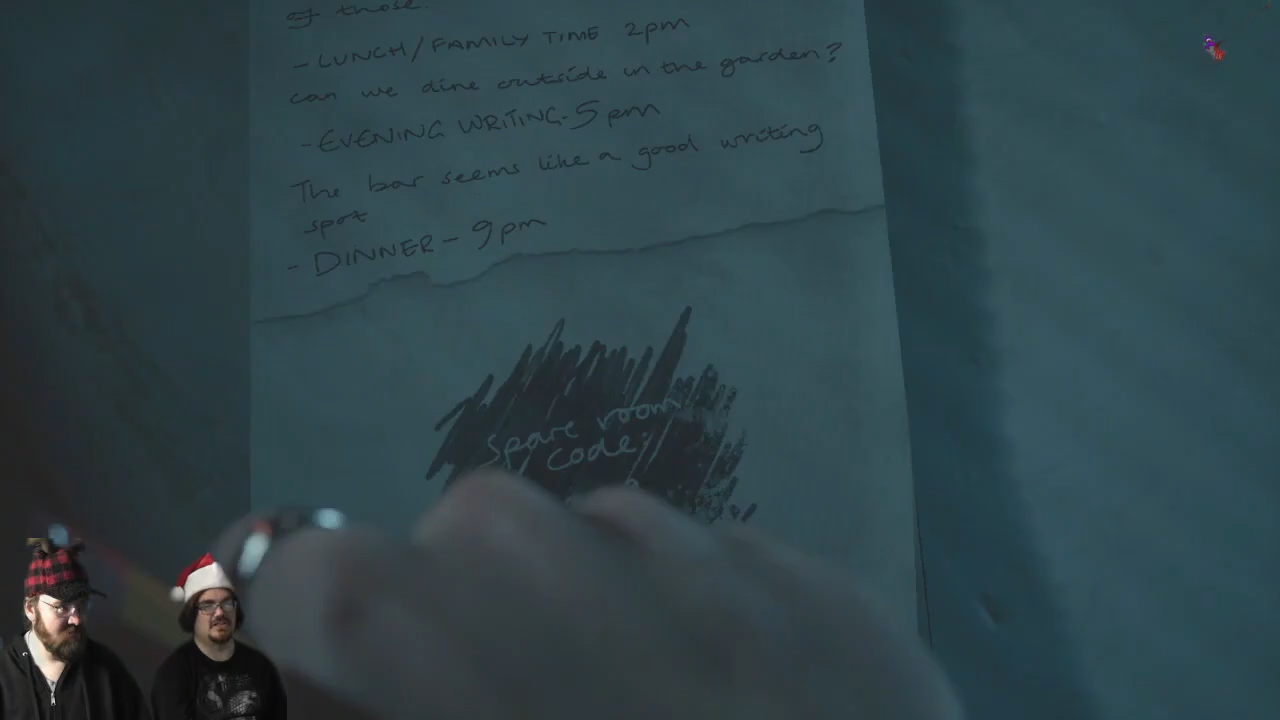 of those.
- LUNCH/FAMILY TIME 2pm
can we dine outside in the garden?
- EVENING WRITING - 5pm
The bar seems like a good writing
spot
- DINNER - 9pm
Spare room
code: